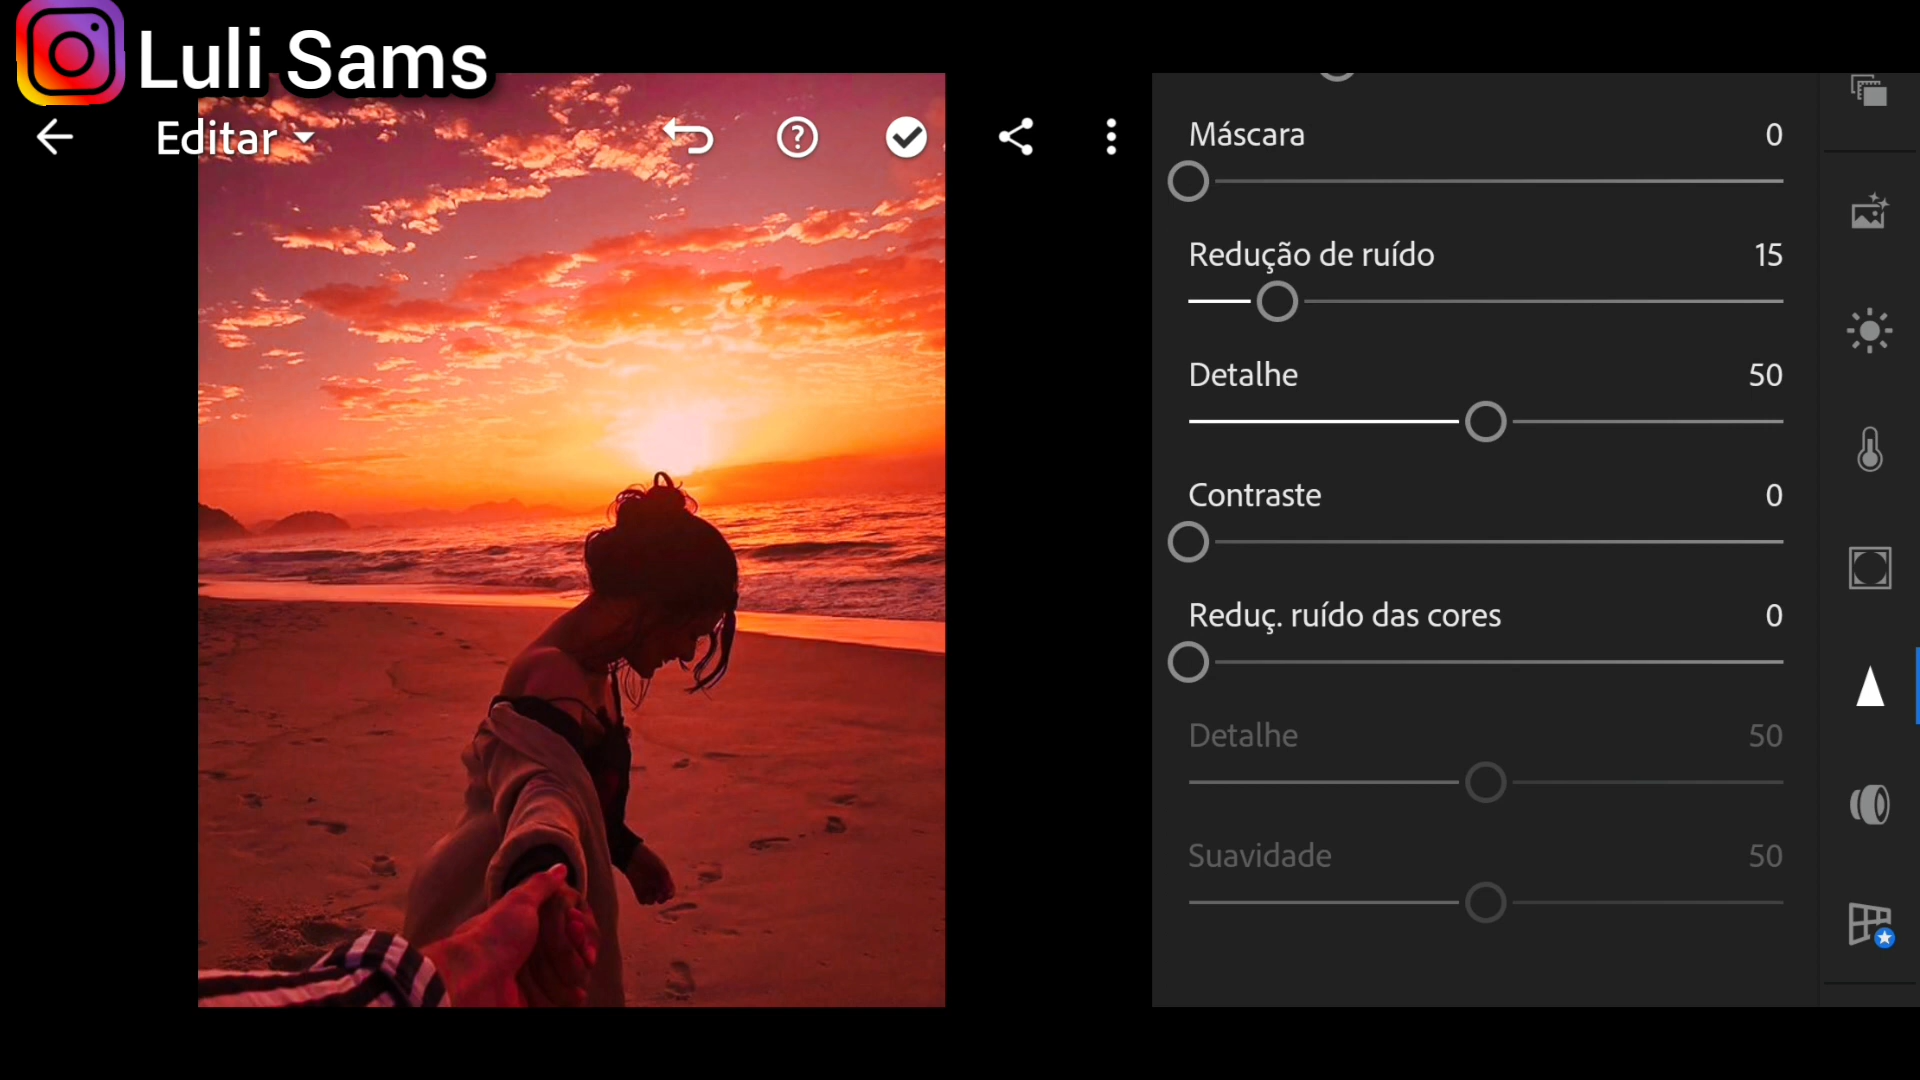 Luli Sams
Editar
Máscara 0
Redução de ruído 15
Detalhe 50
Contraste 0
Reduç. ruído das cores 0
Detalhe 50
Suavidade 50